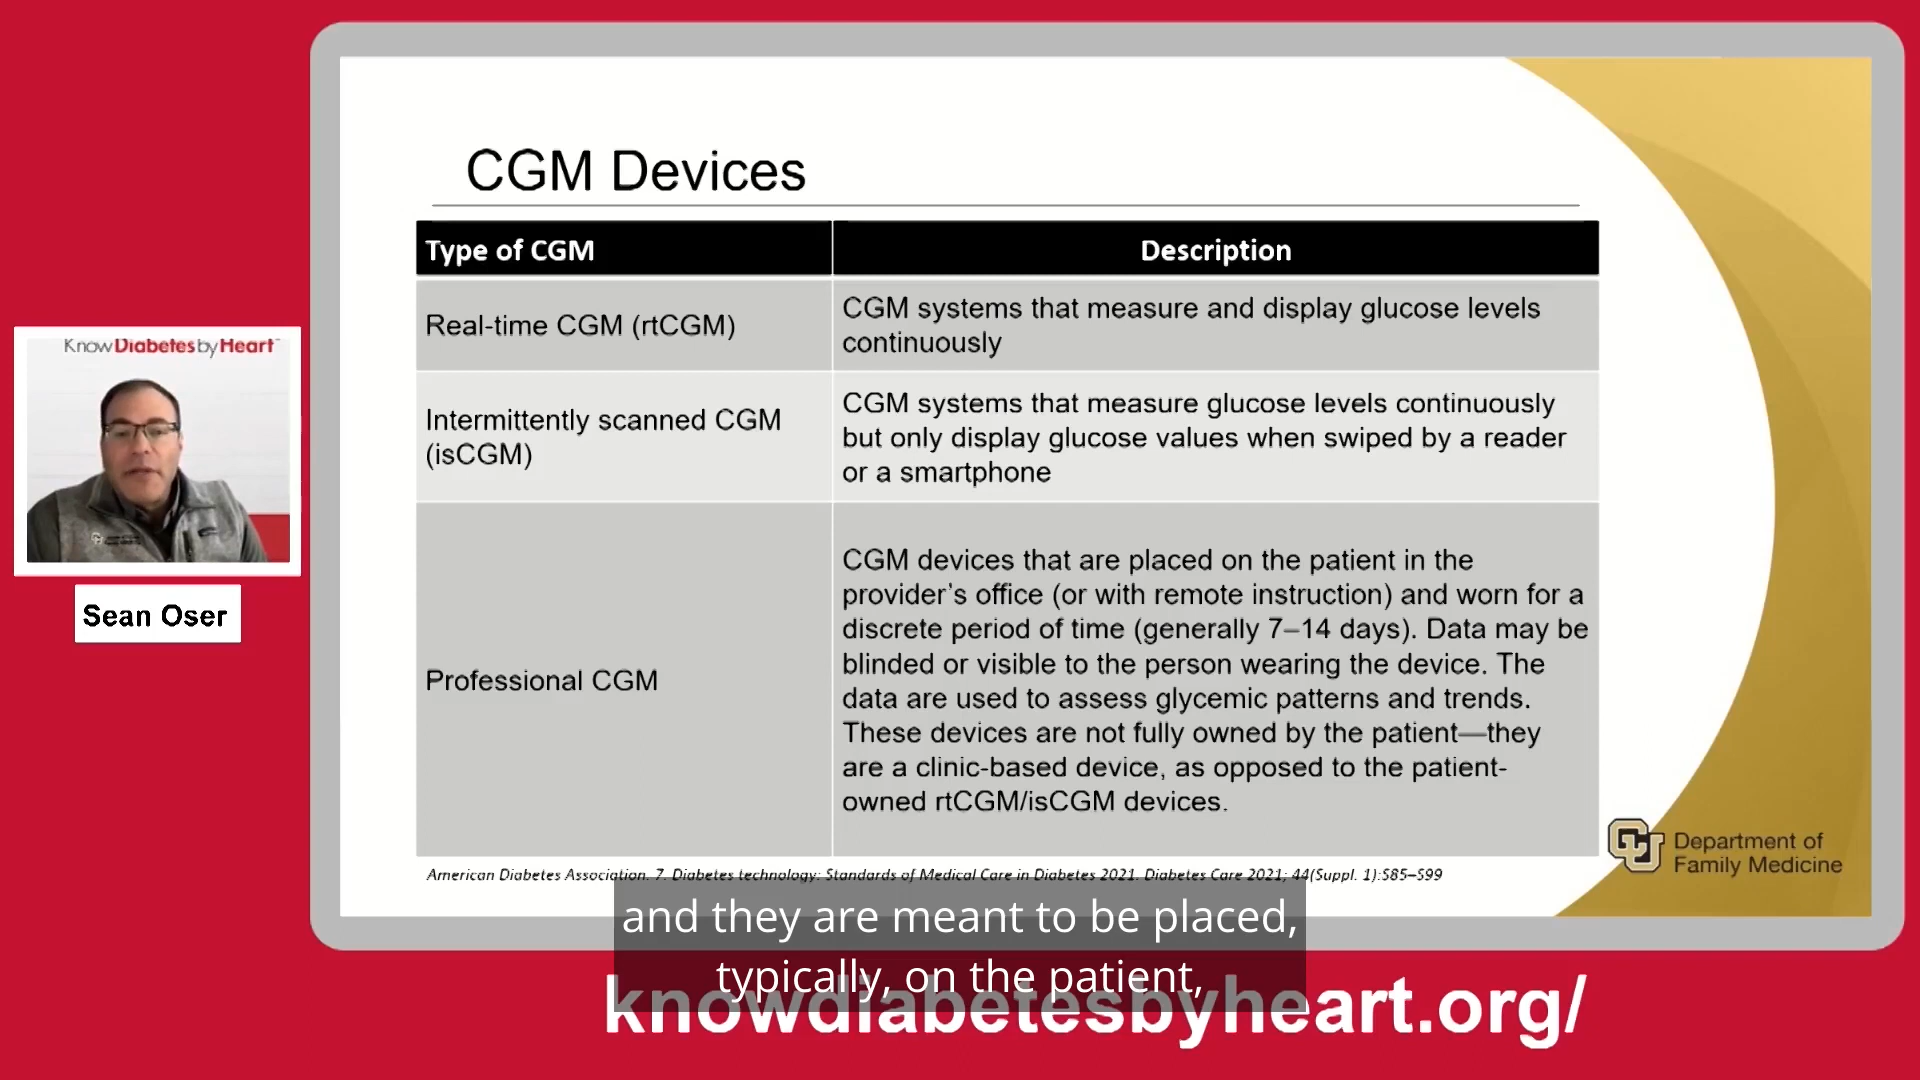 CGM Devices
Type of CGM
Description
Real-time CGM (rtCGM)
CGM systems that measure and display glucose levels
continuously
Intermittently scanned CGM
(isCGM)
CGM systems that measure glucose levels continuously
but only display glucose values when swiped by a reader
or a smartphone
Professional CGM
CGM devices that are placed on the patient in the
provider's office (or with remote instruction) and worn for a
discrete period of time (generally 7–14 days). Data may be
blinded or visible to the person wearing the device. The
data are used to assess glycemic patterns and trends.
These devices are not fully owned by the patient—they
are a clinic-based device, as opposed to the patient-
owned rtCGM/isCGM devices.
American Diabetes Association. 7. Diabetes technology: Standards of Medical Care in Diabetes 2021. Diabetes Care 2021; 44(Suppl. 1):S85–S99
CU
Department of
Family Medicine
Know Diabetes by Heart
Sean Oser
and they are meant to be placed,
typically, on the patient,
knowdiabetesbyheart.org/